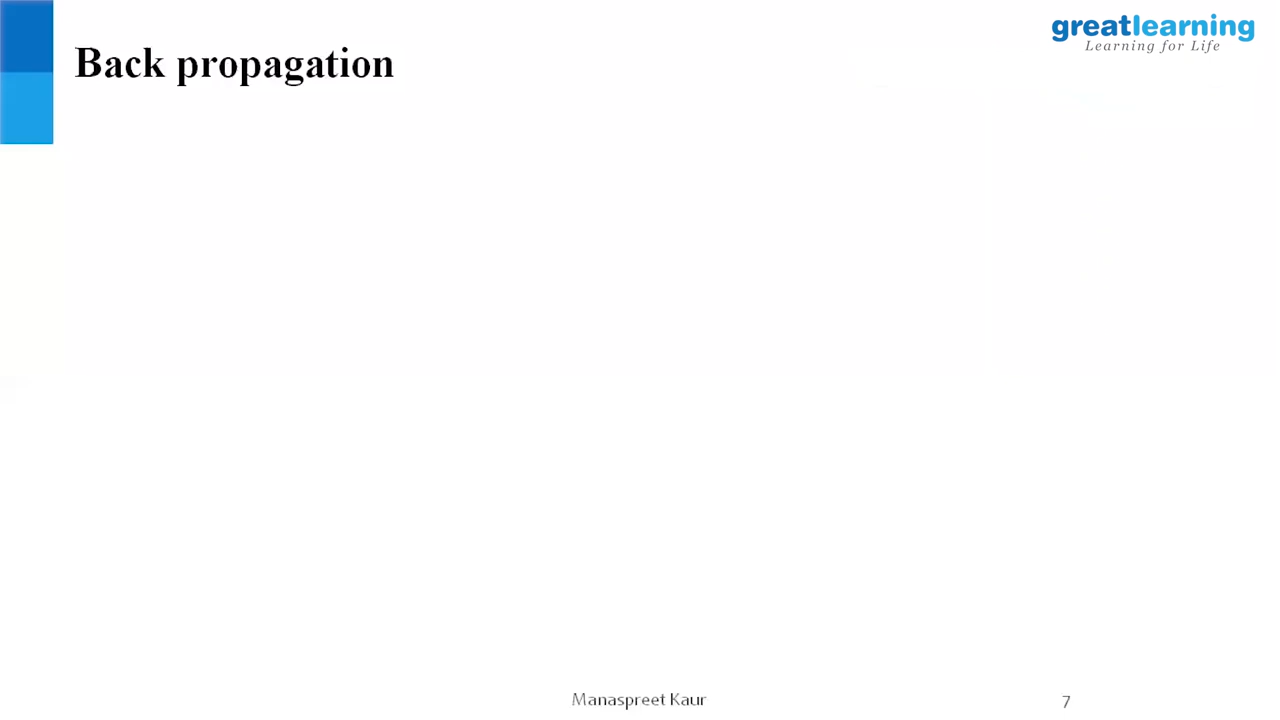 greatlearning
Learning for Life
Back propagation
Manaspreet Kaur
7